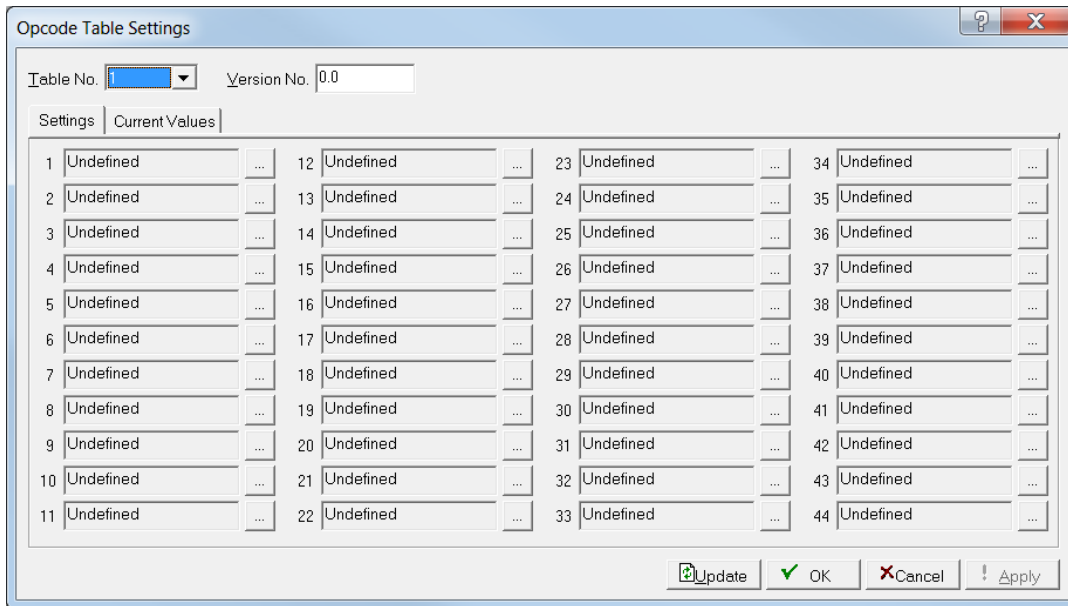 Opcode Table Settings
Table No. 1 Version No. 0.0
Settings Current Values
1 Undefined ... 12 Undefined ... 23 Undefined ... 34 Undefined ...
2 Undefined ... 13 Undefined ... 24 Undefined ... 35 Undefined ...
3 Undefined ... 14 Undefined ... 25 Undefined ... 36 Undefined ...
4 Undefined ... 15 Undefined ... 26 Undefined ... 37 Undefined ...
5 Undefined ... 16 Undefined ... 27 Undefined ... 38 Undefined ...
6 Undefined ... 17 Undefined ... 28 Undefined ... 39 Undefined ...
7 Undefined ... 18 Undefined ... 29 Undefined ... 40 Undefined ...
8 Undefined ... 19 Undefined ... 30 Undefined ... 41 Undefined ...
9 Undefined ... 20 Undefined ... 31 Undefined ... 42 Undefined ...
10 Undefined ... 21 Undefined ... 32 Undefined ... 43 Undefined ...
11 Undefined ... 22 Undefined ... 33 Undefined ... 44 Undefined ...
Update OK Cancel ! Apply